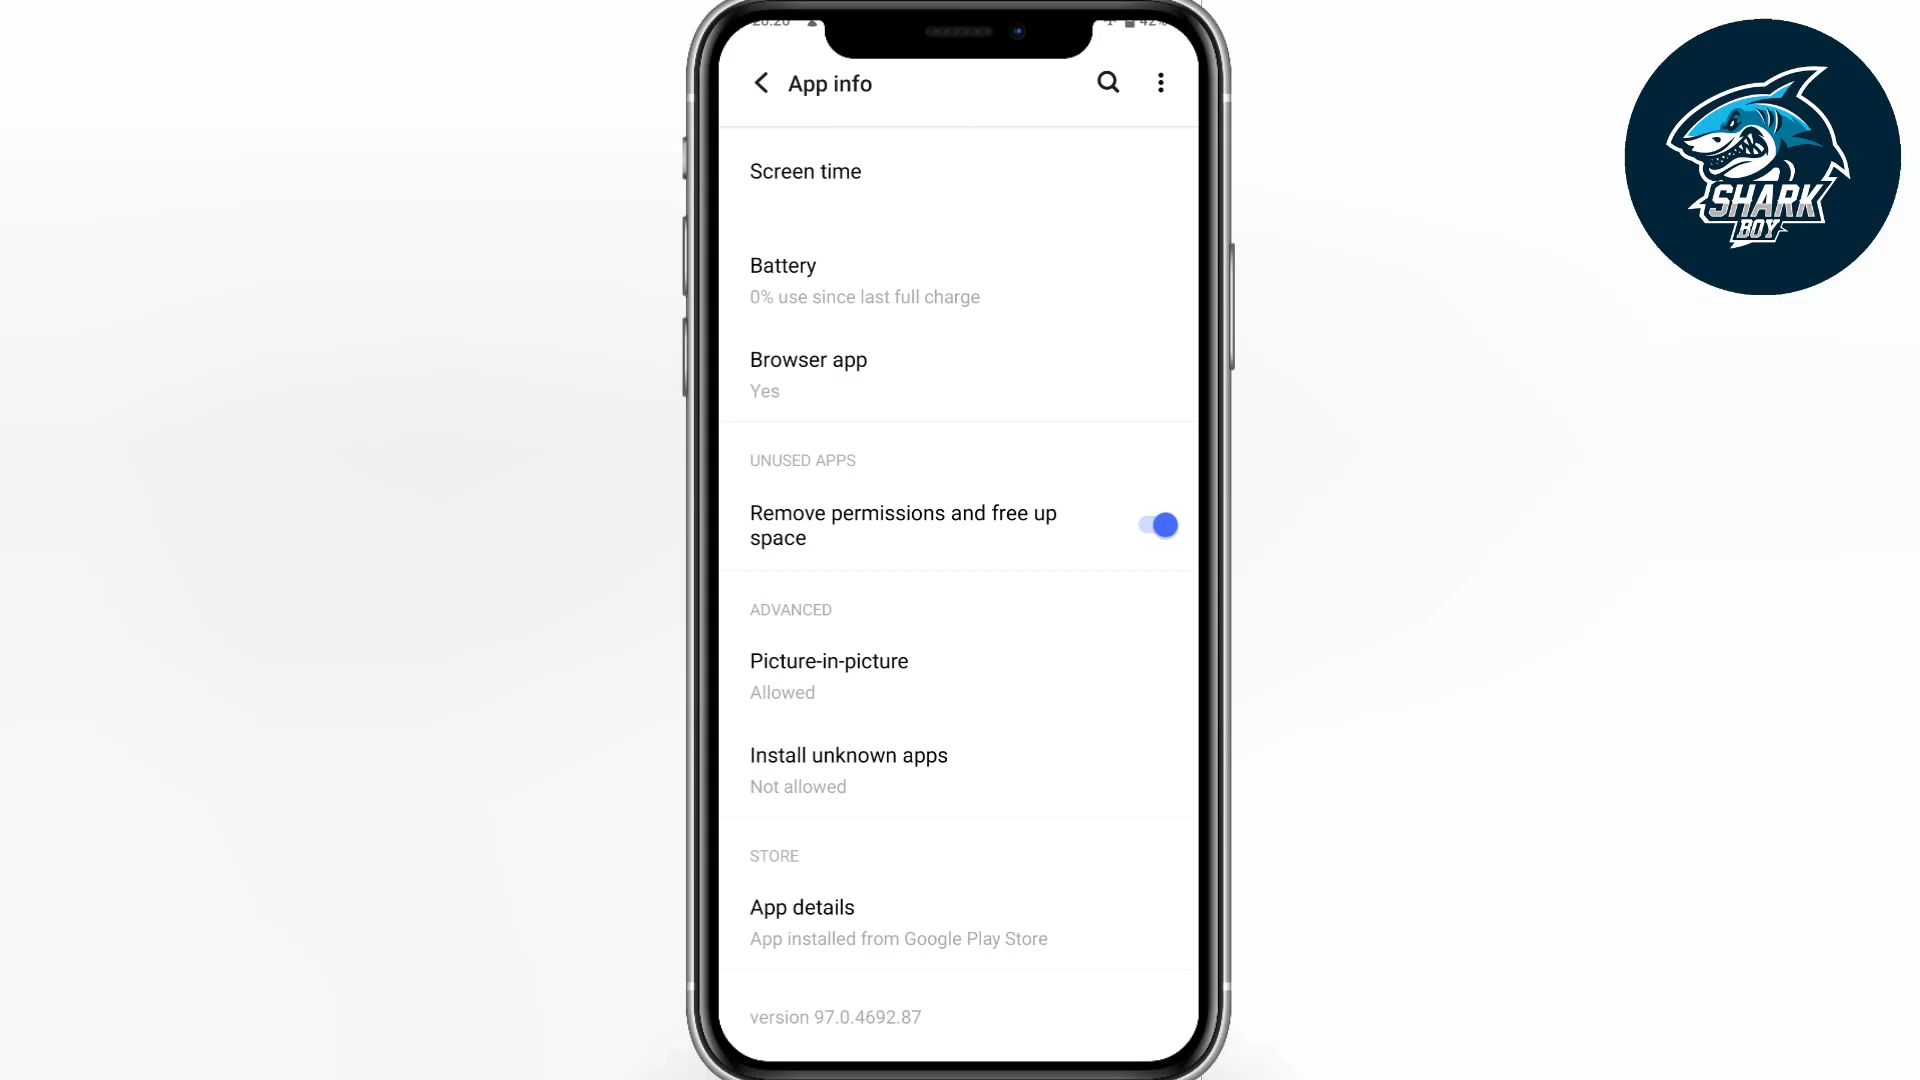 App info
Screen time
Battery
0% use since last full charge
Browser app
Yes
UNUSED APPS
Remove permissions and free up
space
ADVANCED
Picture-in-picture
Allowed
Install unknown apps
Not allowed
STORE
App details
App installed from Google Play Store
version 97.0.4692.87
SHARK
BOY